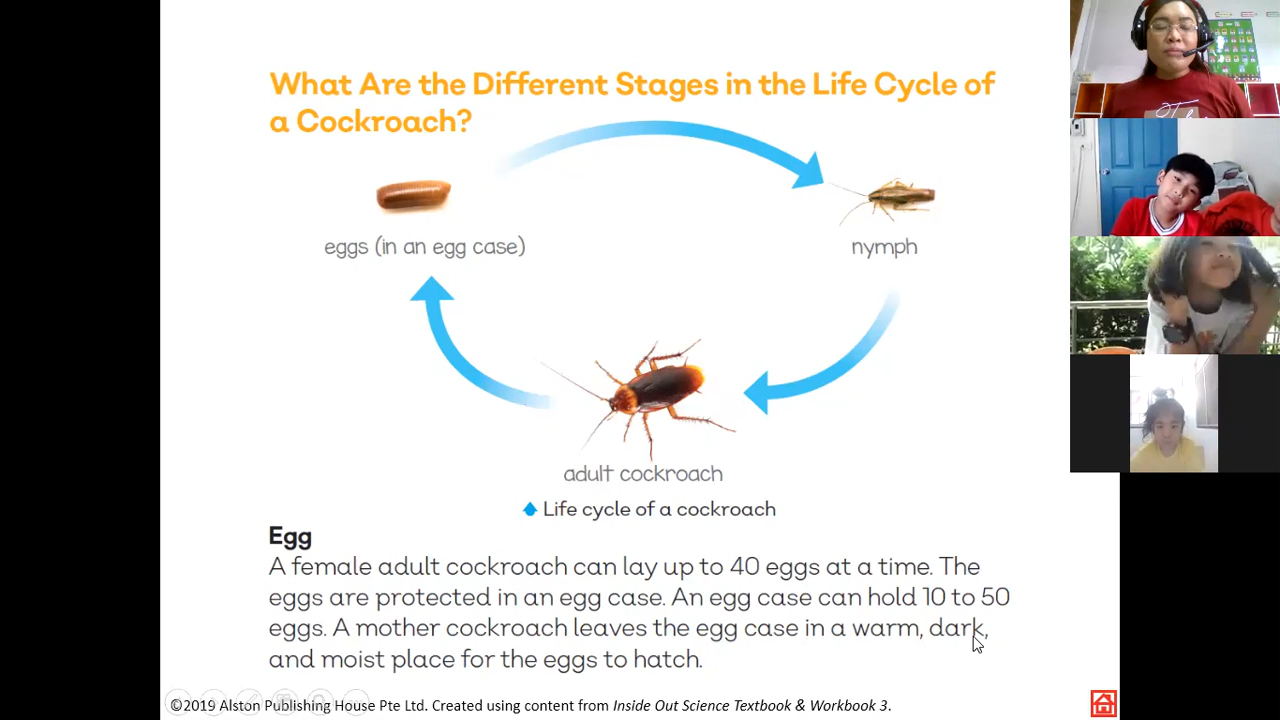 What Are the Different Stages in the Life Cycle of
a Cockroach?
eggs (in an egg case)
nymph
adult cockroach
Life cycle of a cockroach
Egg
A female adult cockroach can lay up to 40 eggs at a time. The
eggs are protected in an egg case. An egg case can hold 10 to 50
eggs. A mother cockroach leaves the egg case in a warm, dark,
and moist place for the eggs to hatch.
©2019 Alston Publishing House Pte Ltd. Created using content from Inside Out Science Textbook & Workbook 3.